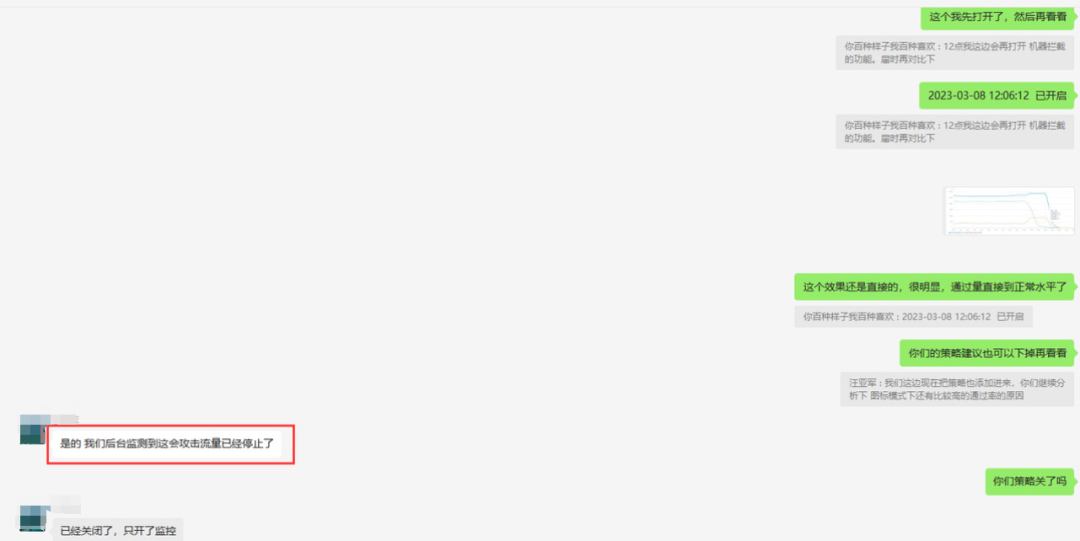 这个我先打开了，然后再看看
你百种样子我百种喜欢：12点我这边会再打开 机器拦截
的功能。届时再对比下
2023-03-08 12:06:12 已开启
你百种样子我百种喜欢：12点我这边会再打开 机器拦截
的功能。届时再对比下
这个效果还是直接的，很明显，通过量直接到正常水平了
你百种样子我百种喜欢：2023-03-08 12:06:12 已开启
你们的策略建议也可以下掉再看看
汪亚军：我们这边现在把策略也添加进来，你们继续分
析下 图标模式下还有比较高的通过率的原因
是的 我们后台监测到这会攻击流量已经停止了
你们策略关了吗
已经关闭了，只开了监控